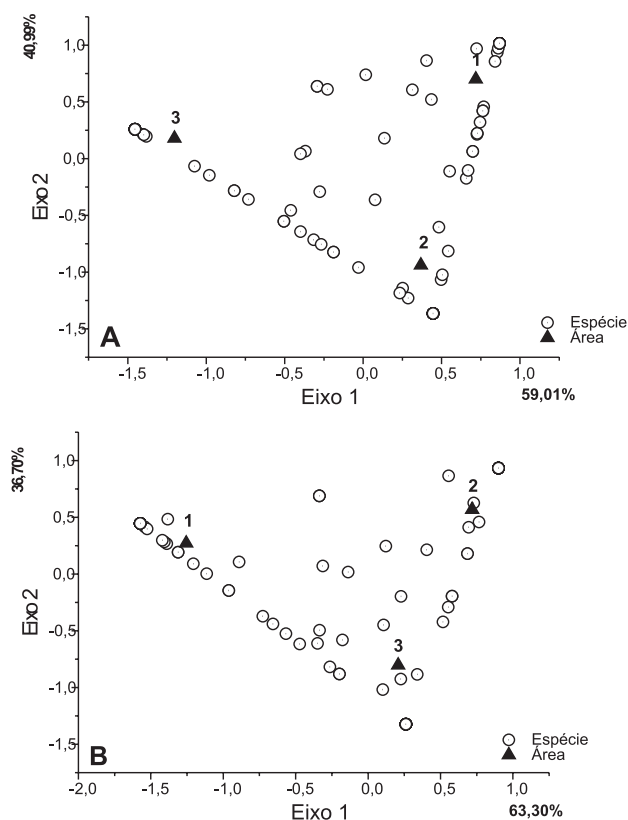 40,99%
1,0
1
0,5
3
0,0
Eixo 2
-0,5
2
-1,0
-1,5
A
Espécie
Área
-1,5 -1,0 -0,5 0,0 0,5 1,0
Eixo 1
59,01%
36,70%
1,0
2
0,5
1
0,0
Eixo 2
-0,5
3
-1,0
-1,5
B
Espécie
Área
-2,0 -1,5 -1,0 -0,5 0,0 0,5 1,0
Eixo 1
63,30%